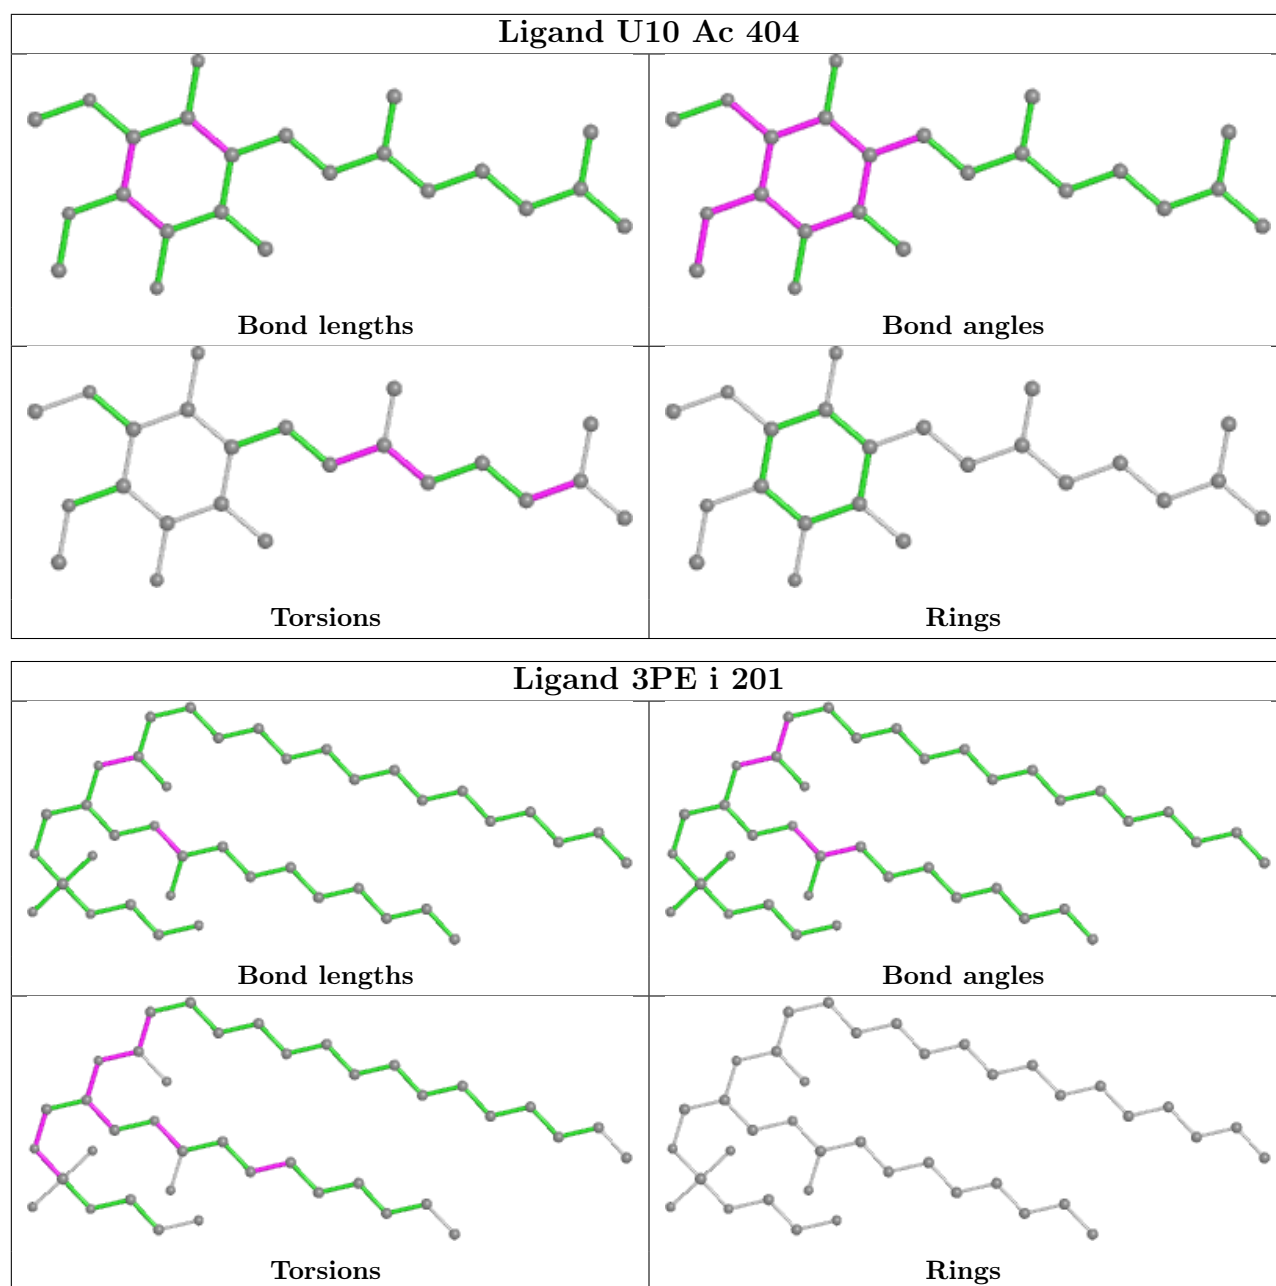 Ligand U10 Ac 404
Bond lengths
Bond angles
Torsions
Rings
Ligand 3PE i 201
Bond lengths
Bond angles
Torsions
Rings